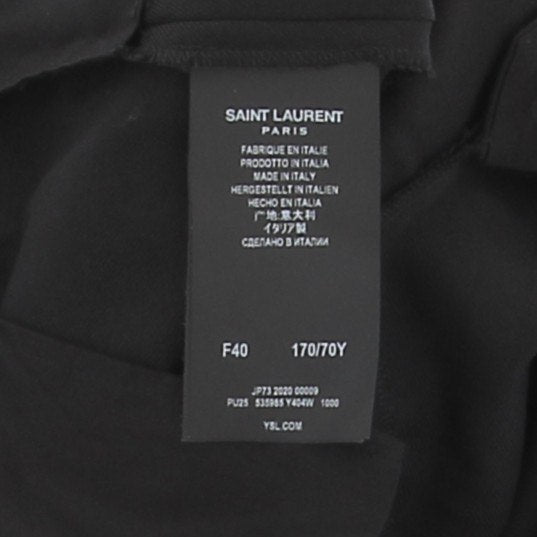 SAINT LAURENT
PARIS
FABRIQUE EN ITALIE
PRODOTTO IN ITALIA
MADE IN ITALY
HERGESTELLT IN ITALIEN
HECHO EN ITALIA
产地:意大利
イタリア製
СДЕЛАНО В ИТАЛИИ
F40 170/70Y
JP73 2020 00009
PU25 535985 Y404W 1000
YSL.COM